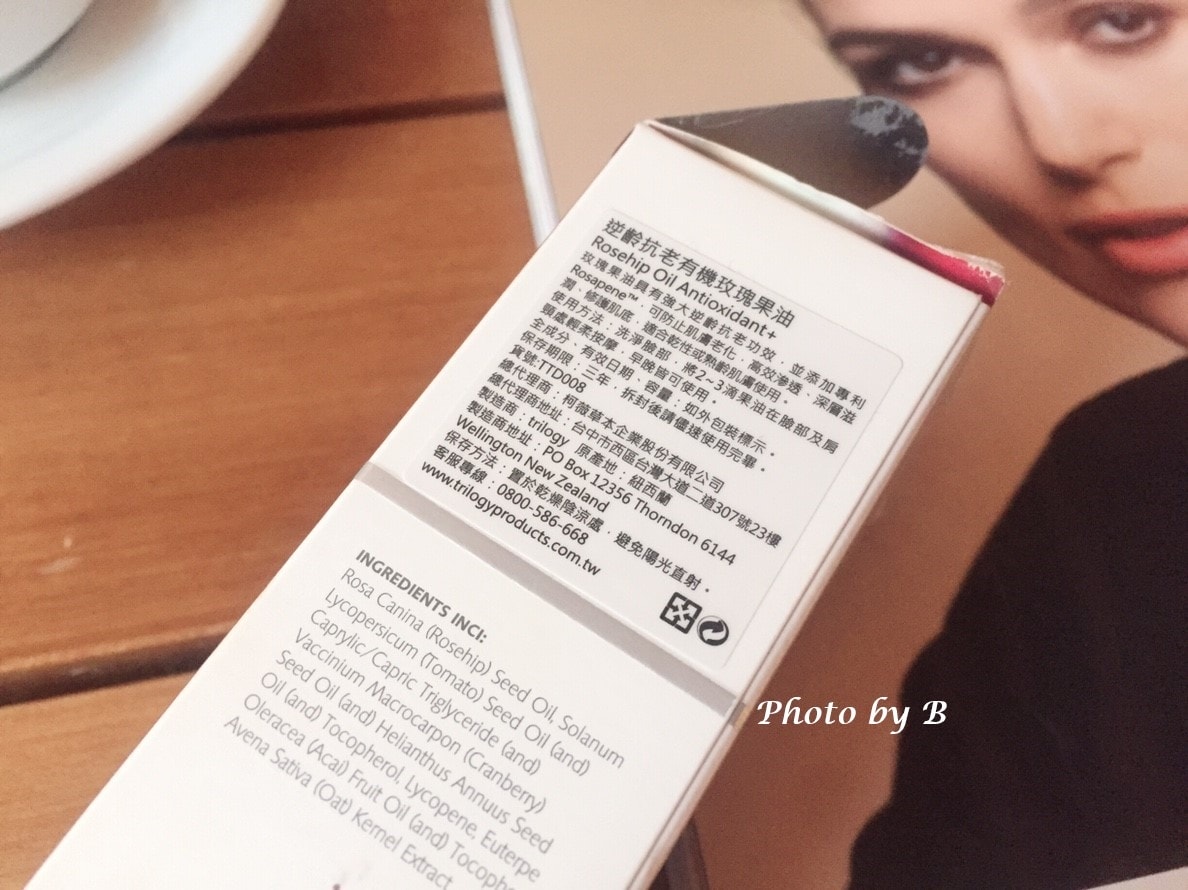 逆齡抗老有機玫瑰果油
Rosehip Oil Antioxidant+
玫瑰果油具有強大逆齡抗老功效，並添加專利
Rosapene™，可防止肌膚老化，高效滲透、深層滋
潤、修護肌底，適合乾性或熟齡肌膚使用。
使用方法：洗淨臉部，將2~3滴果油在臉部及肩
頸處輕柔按摩，早晚皆可使用。
全成分、有效日期、容量：如外包裝標示。
保存期限：三年，拆封後請儘速使用完畢。
貨號:TTD008
總代理商：柯薇草本企業股份有限公司
總代理商地址：台中市西區台灣大道二道307號23樓
製造商：trilogy 原產地：紐西蘭
製造商地址：PO Box 12356 Thorndon 6144
Wellington New Zealand
保存方法：置於乾燥陰涼處，避免陽光直射。
客服專線：0800-586-668
www.trilogyproducts.com.tw
INGREDIENTS INCI:
Rosa Canina (Rosehip) Seed Oil, Solanum
Lycopersicum (Tomato) Seed Oil (and)
Caprylic/Capric Triglyceride (and)
Vaccinium Macrocarpon (Cranberry)
Seed Oil (and) Helianthus Annuus Seed
Oil (and) Tocopherol, Lycopene, Euterpe
Oleracea (Acai) Fruit Oil (and) Tocoph
Avena Sativa (Oat) Kernel Extract
Photo by B